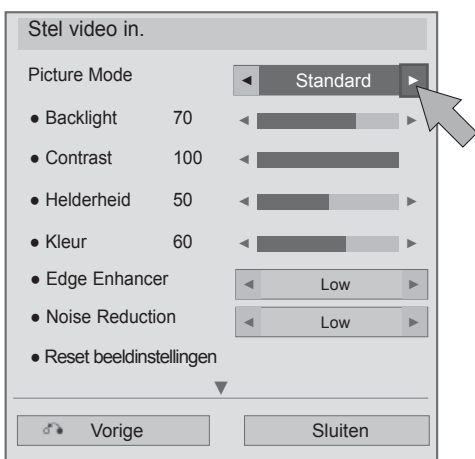 Stel video in.
Picture Mode ◄ Standard ►
● Backlight 70 ◄ ►
● Contrast 100 ◄
● Helderheid 50 ◄ ►
● Kleur 60 ◄ ►
● Edge Enhancer ◄ Low ►
● Noise Reduction ◄ Low ►
● Reset beeldinstellingen
▼
Vorige Sluiten